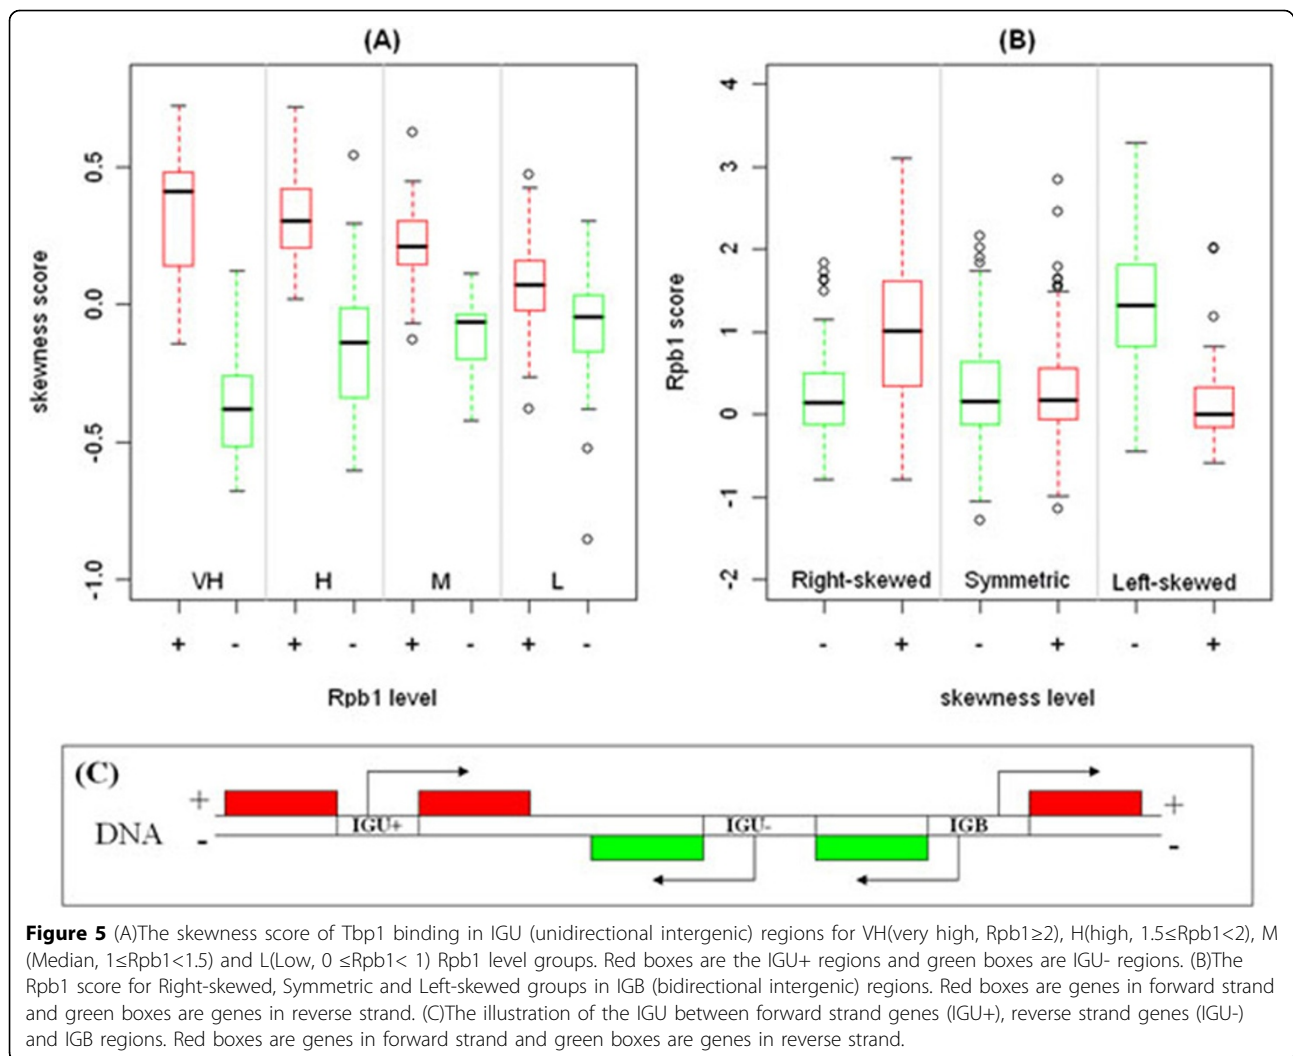 (A)
skewness score
0.5
0.0
-0.5
-1.0
VH H M L
+ - + - + - + -
Rpb1 level
(B)
Rpb1 score
4
3
2
1
0
-1
-2
Right-skewed Symmetric Left-skewed
- + - + - +
skewness level
(C)
+ IGU+ IGU- IGB +
DNA
- -
Figure 5 (A)The skewness score of Tbp1 binding in IGU (unidirectional intergenic) regions for VH(very high, Rpb1≥2), H(high, 1.5≤Rpb1<2), M
(Median, 1≤Rpb1<1.5) and L(Low, 0 ≤Rpb1< 1) Rpb1 level groups. Red boxes are the IGU+ regions and green boxes are IGU- regions. (B)The
Rpb1 score for Right-skewed, Symmetric and Left-skewed groups in IGB (bidirectional intergenic) regions. Red boxes are genes in forward strand
and green boxes are genes in reverse strand. (C)The illustration of the IGU between forward strand genes (IGU+), reverse strand genes (IGU-)
and IGB regions. Red boxes are genes in forward strand and green boxes are genes in reverse strand.